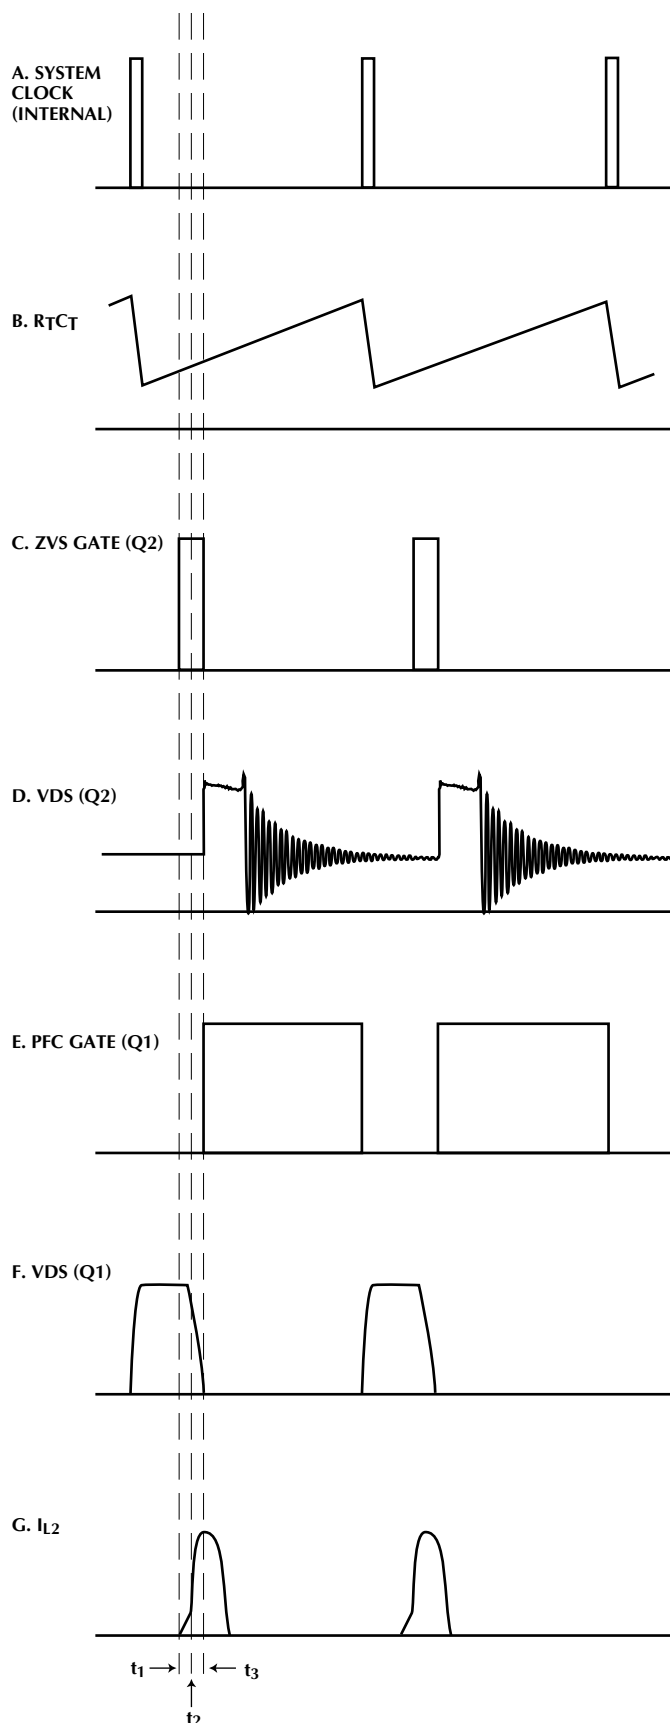 A. SYSTEM
CLOCK
(INTERNAL)
B. RTCT
C. ZVS GATE (Q2)
D. VDS (Q2)
E. PFC GATE (Q1)
F. VDS (Q1)
G. IL2
t1
t3
t2